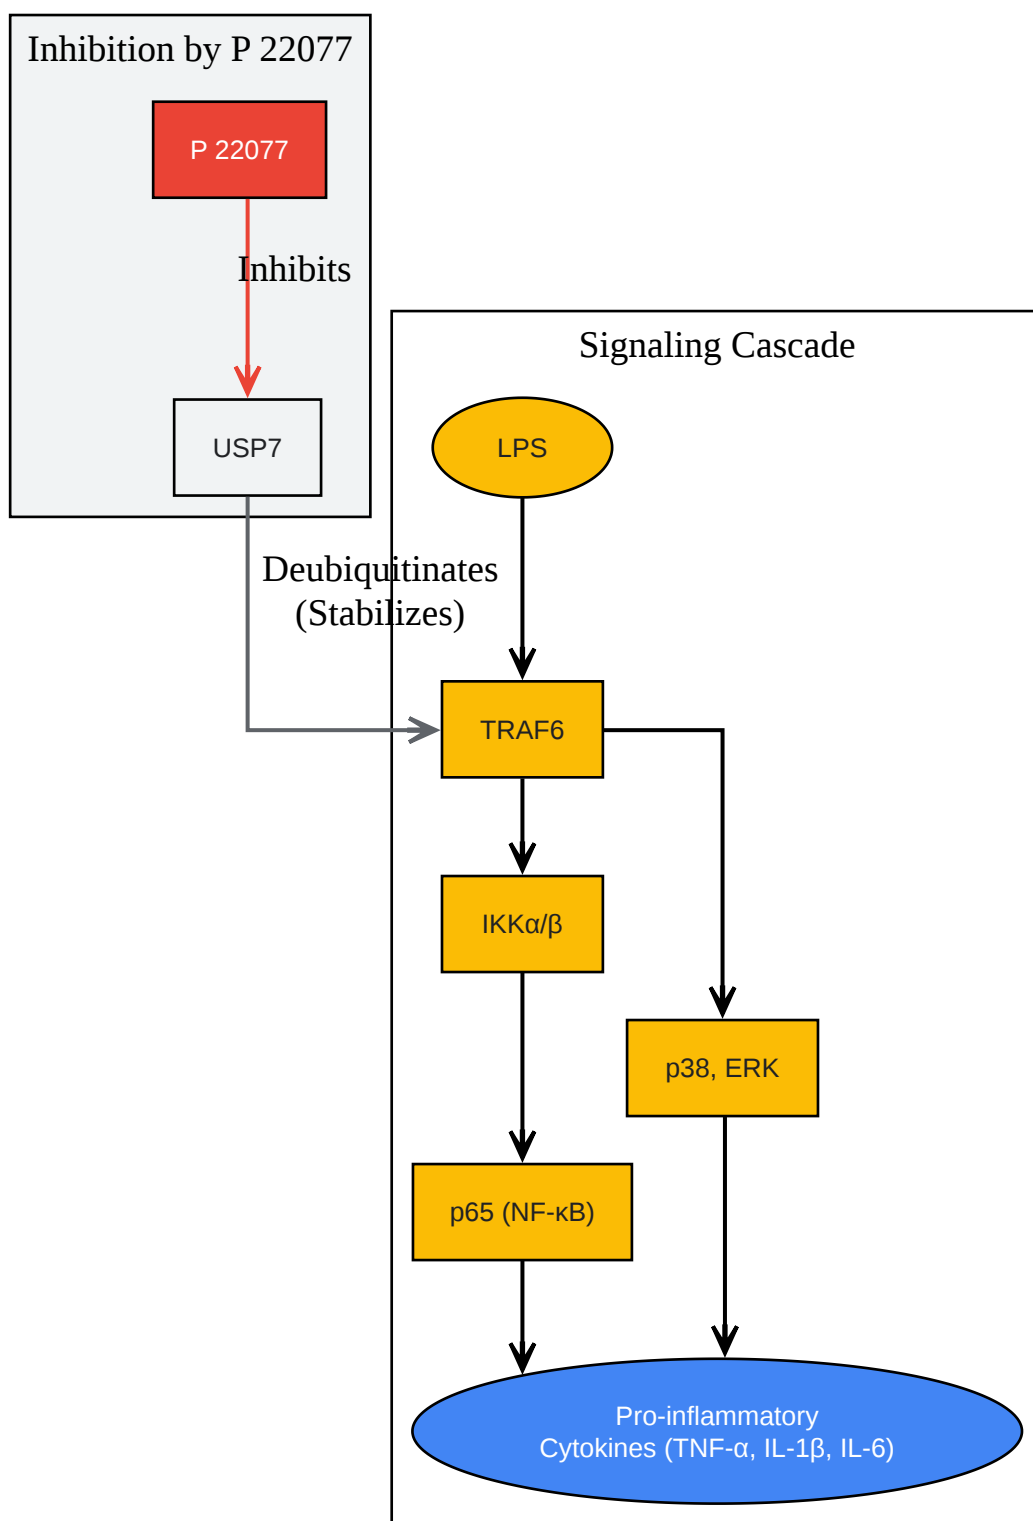 Inhibition by P 22077
P 22077
Inhibits
USP7
Signaling Cascade
LPS
Deubiquitinates
(Stabilizes)
TRAF6
IKKα/β
p38, ERK
p65 (NF-κB)
Pro-inflammatory
Cytokines (TNF-α, IL-1β, IL-6)